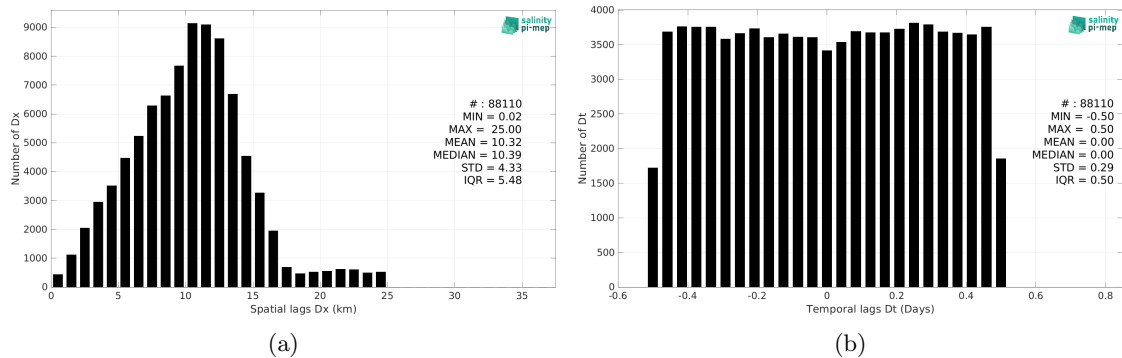 9000
8000
7000
6000
5000
4000
3000
2000
1000
0
Number of Dx
0 5 10 15 20 25 30 35
Spatial lags Dx (km)
salinity
pi-mep
# : 88110
MIN = 0.02
MAX = 25.00
MEAN = 10.32
MEDIAN = 10.39
STD = 4.33
IQR = 5.48
(a)
4000
3500
3000
2500
2000
1500
1000
500
0
Number of Dt
-0.6 -0.4 -0.2 0 0.2 0.4 0.6 0.8
Temporal lags Dt (Days)
salinity
pi-mep
# : 88110
MIN = -0.50
MAX = 0.50
MEAN = 0.00
MEDIAN = 0.00
STD = 0.29
IQR = 0.50
(b)